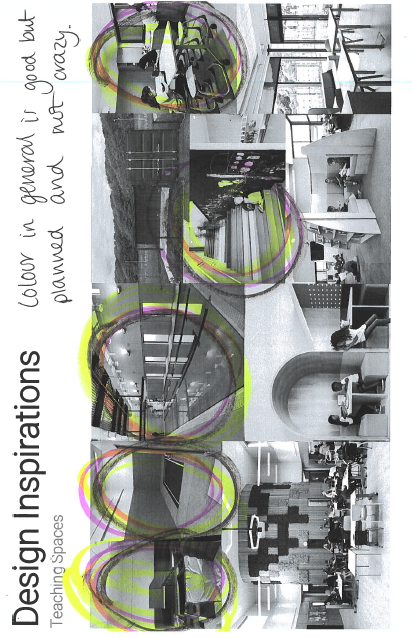 Design Inspirations
Teaching Spaces
Colour in general is good but
planned and not crazy.